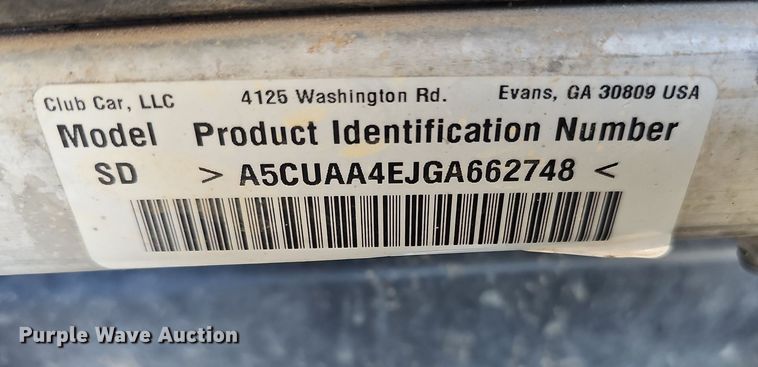 Club Car, LLC 4125 Washington Rd. Evans, GA 30809 USA
Model Product Identification Number
SD > A5CUAA4EJGA662748 <
Purple Wave Auction